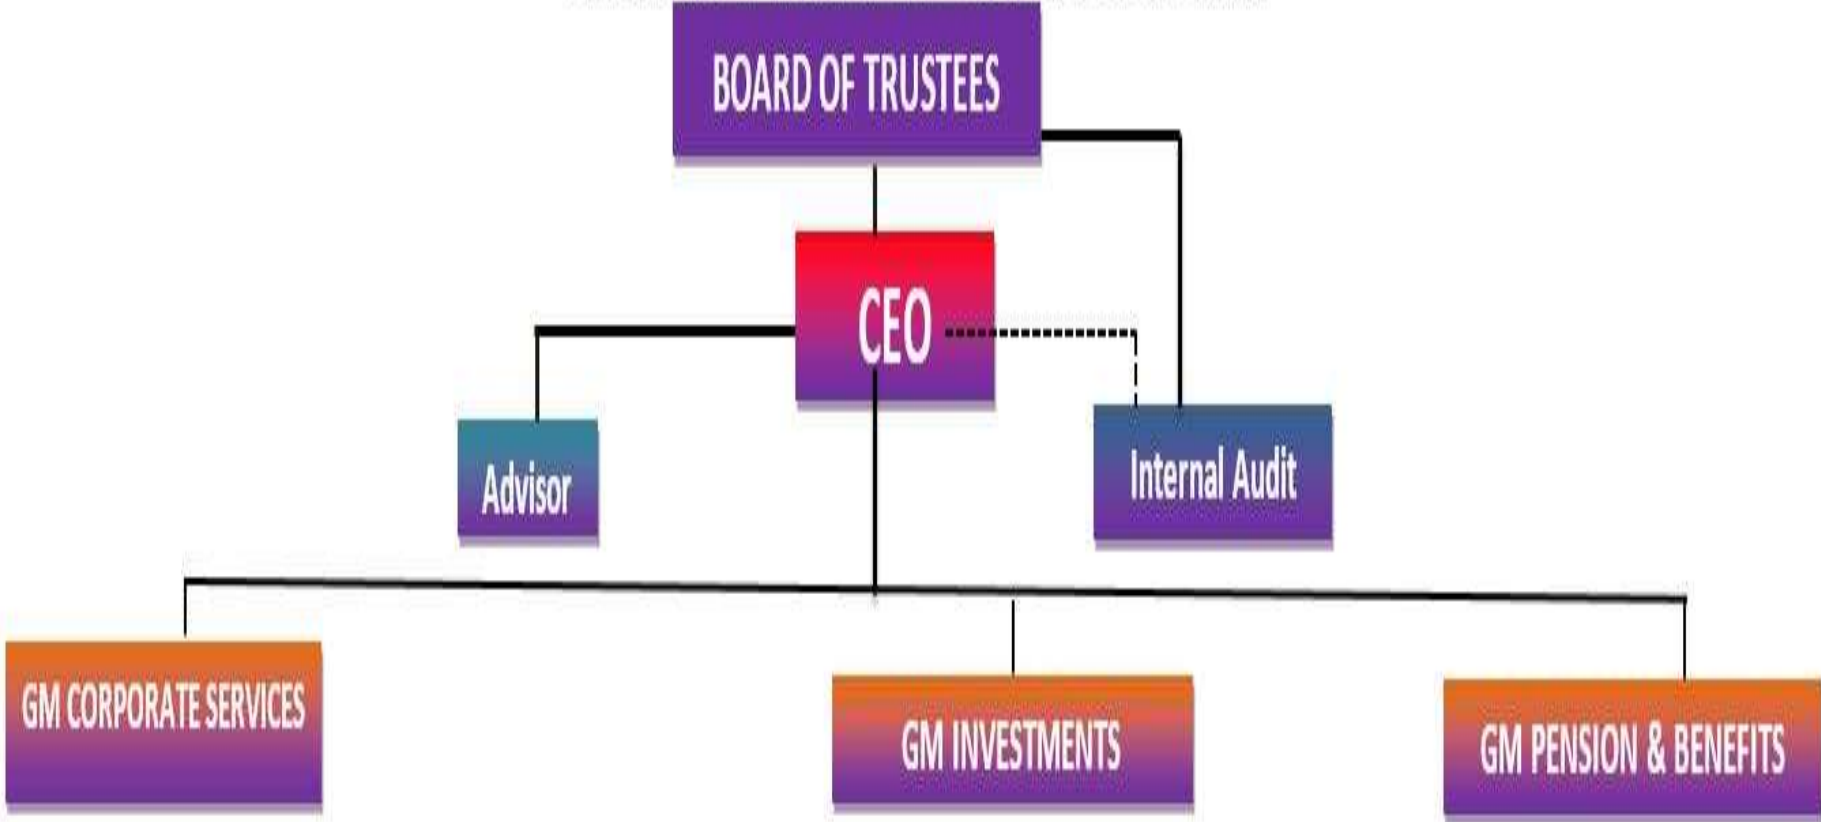 BOARD OF TRUSTEES
CEO
Advisor
Internal Audit
GM CORPORATE SERVICES
GM INVESTMENTS
GM PENSION & BENEFITS